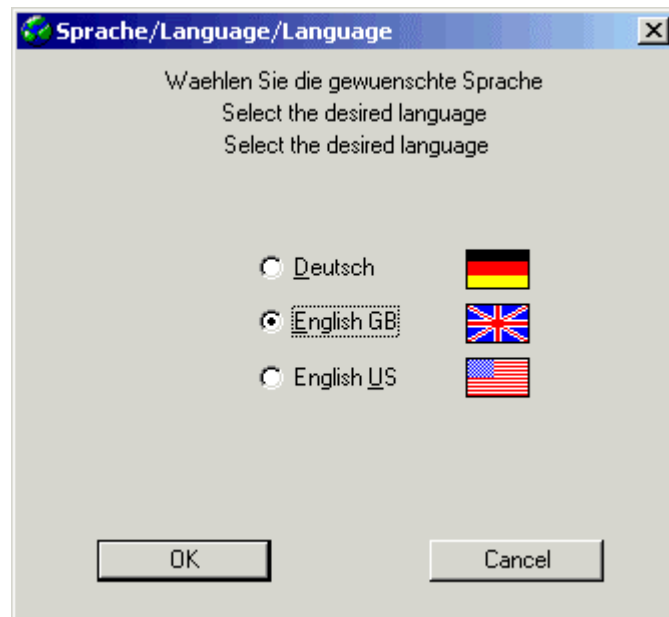 Sprache/Language/Language
Waehlen Sie die gewuenschte Sprache
Select the desired language
Select the desired language
Deutsch
English GB
English US
OK
Cancel